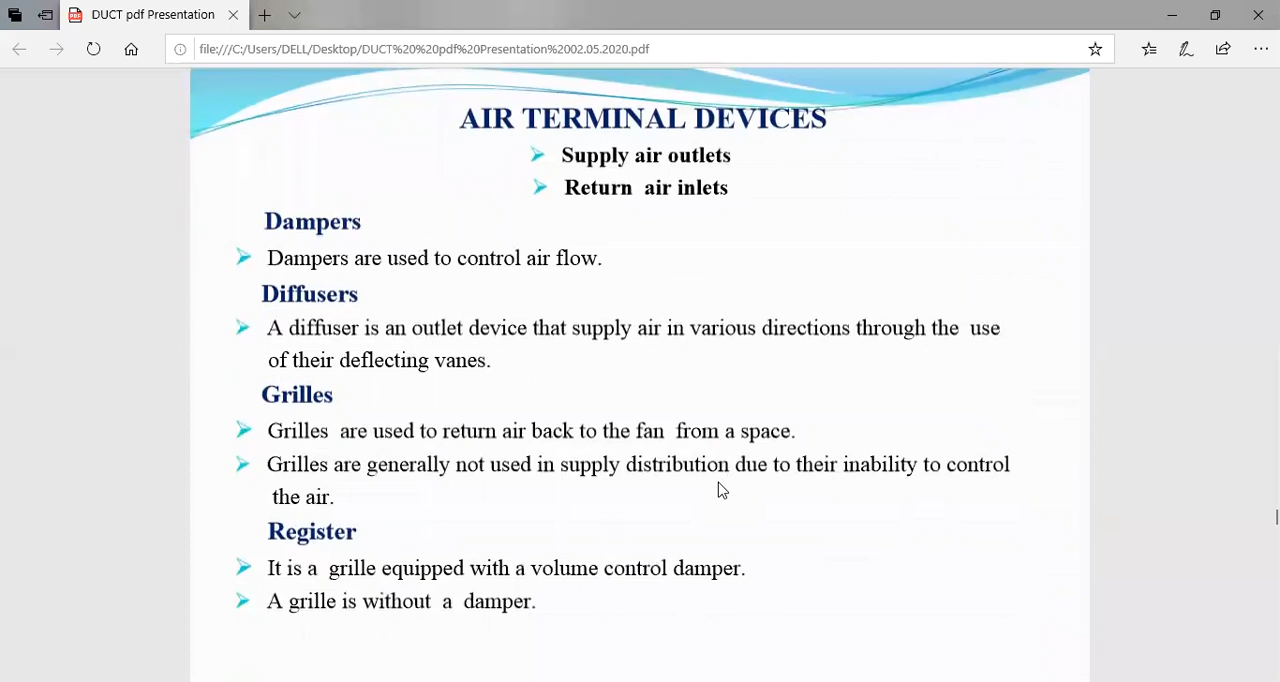 DUCT pdf Presentation
file:///C:/Users/DELL/Desktop/DUCT%20%20pdf%20Presentation%2002.05.2020.pdf
AIR TERMINAL DEVICES
Supply air outlets
Return air inlets
Dampers
Dampers are used to control air flow.
Diffusers
A diffuser is an outlet device that supply air in various directions through the use
of their deflecting vanes.
Grilles
Grilles are used to return air back to the fan from a space.
Grilles are generally not used in supply distribution due to their inability to control
the air.
Register
It is a grille equipped with a volume control damper.
A grille is without a damper.